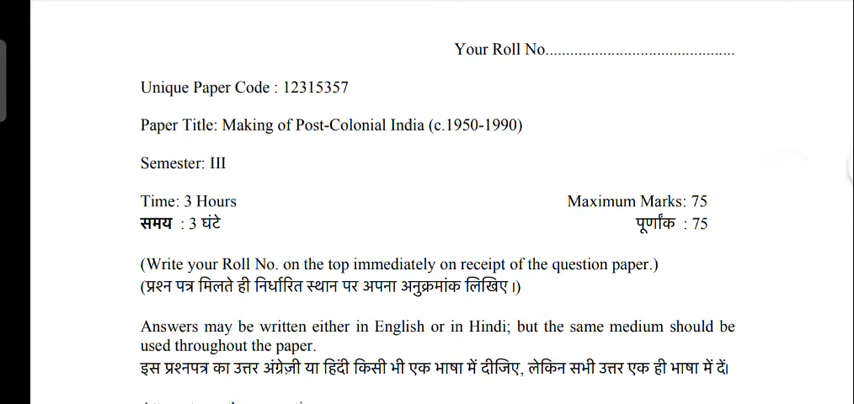 Your Roll No..............................................
Unique Paper Code : 12315357
Paper Title: Making of Post-Colonial India (c.1950-1990)
Semester: III
Time: 3 Hours Maximum Marks: 75
समय : 3 घंटे पूर्णांक : 75
(Write your Roll No. on the top immediately on receipt of the question paper.)
(प्रश्न पत्र मिलते ही निर्धारित स्थान पर अपना अनुक्रमांक लिखिए।)
Answers may be written either in English or in Hindi; but the same medium should be
used throughout the paper.
इस प्रश्नपत्र का उत्तर अंग्रेज़ी या हिंदी किसी भी एक भाषा में दीजिए, लेकिन सभी उत्तर एक ही भाषा में दें।